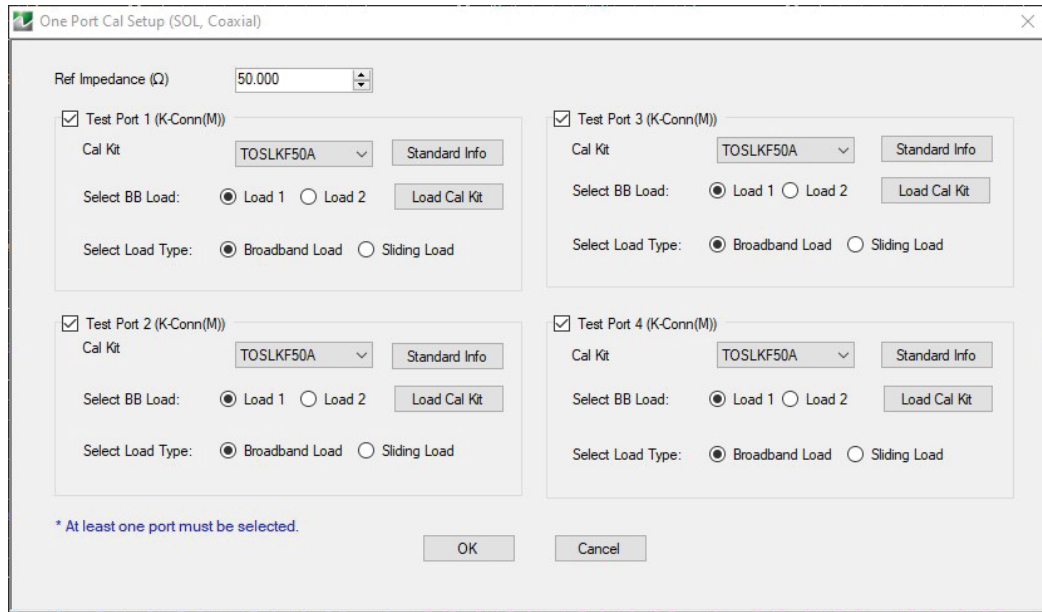 One Port Cal Setup (SOL, Coaxial)
Ref Impedance (Ω) 50.000
Test Port 1 (K-Conn(M))
Cal Kit TOSLKF50A Standard Info
Select BB Load: Load 1 Load 2 Load Cal Kit
Select Load Type: Broadband Load Sliding Load
Test Port 3 (K-Conn(M))
Cal Kit TOSLKF50A Standard Info
Select BB Load: Load 1 Load 2 Load Cal Kit
Select Load Type: Broadband Load Sliding Load
Test Port 2 (K-Conn(M))
Cal Kit TOSLKF50A Standard Info
Select BB Load: Load 1 Load 2 Load Cal Kit
Select Load Type: Broadband Load Sliding Load
Test Port 4 (K-Conn(M))
Cal Kit TOSLKF50A Standard Info
Select BB Load: Load 1 Load 2 Load Cal Kit
Select Load Type: Broadband Load Sliding Load
* At least one port must be selected.
OK Cancel